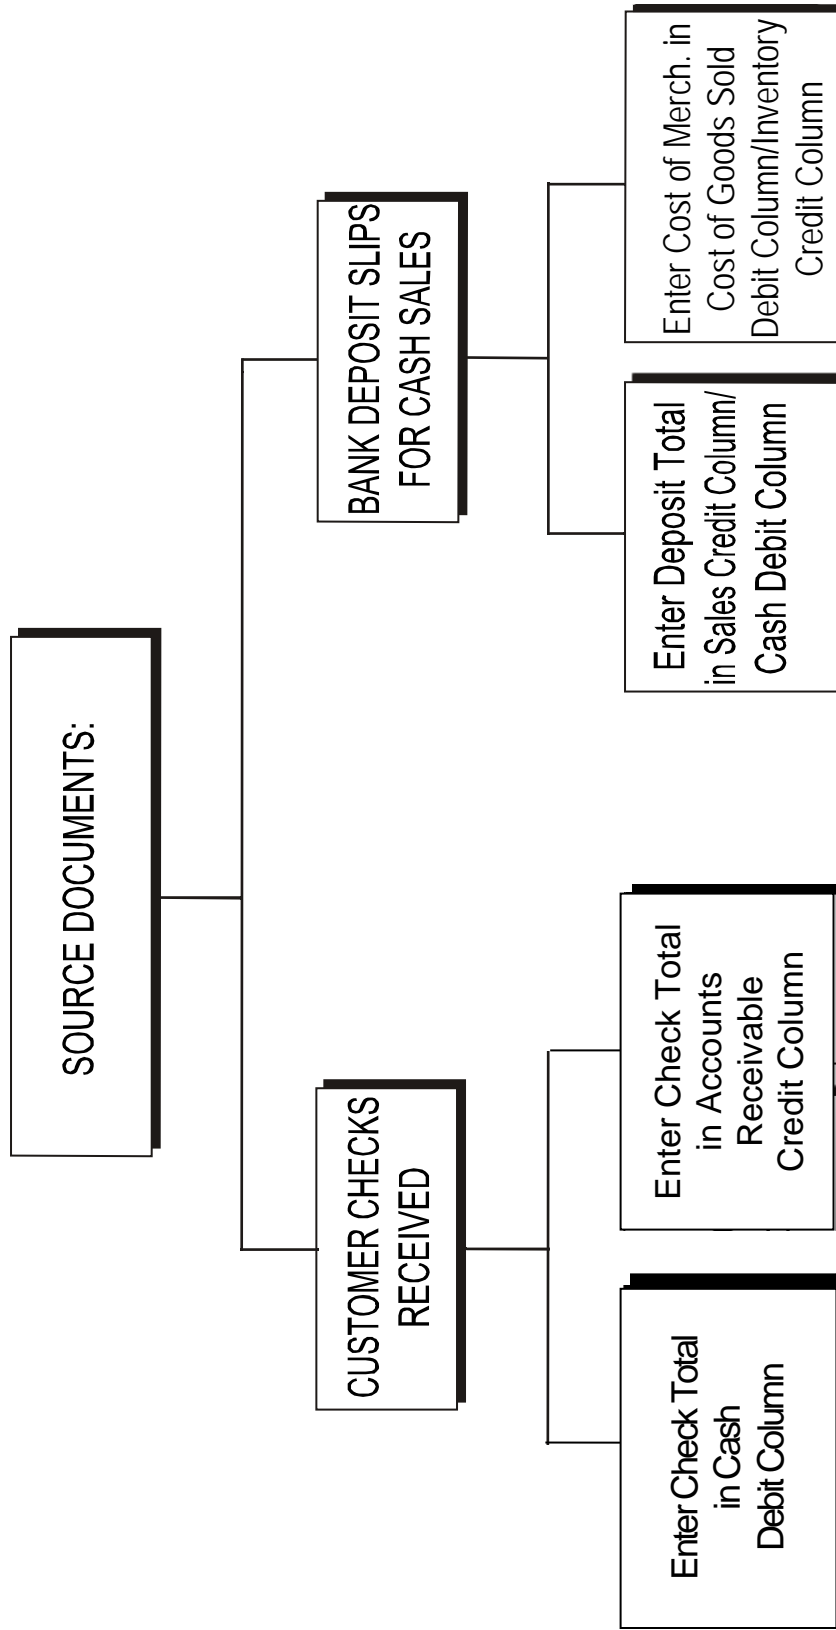 SOURCE DOCUMENTS:
CUSTOMER CHECKS
RECEIVED
BANK DEPOSIT SLIPS
FOR CASH SALES
Enter Check Total
in Cash
Debit Column
Enter Check Total
in Accounts
Receivable
Credit Column
Enter Deposit Total
in Sales Credit Column/
Cash Debit Column
Enter Cost of Merch. in
Cost of Goods Sold
Debit Column/Inventory
Credit Column